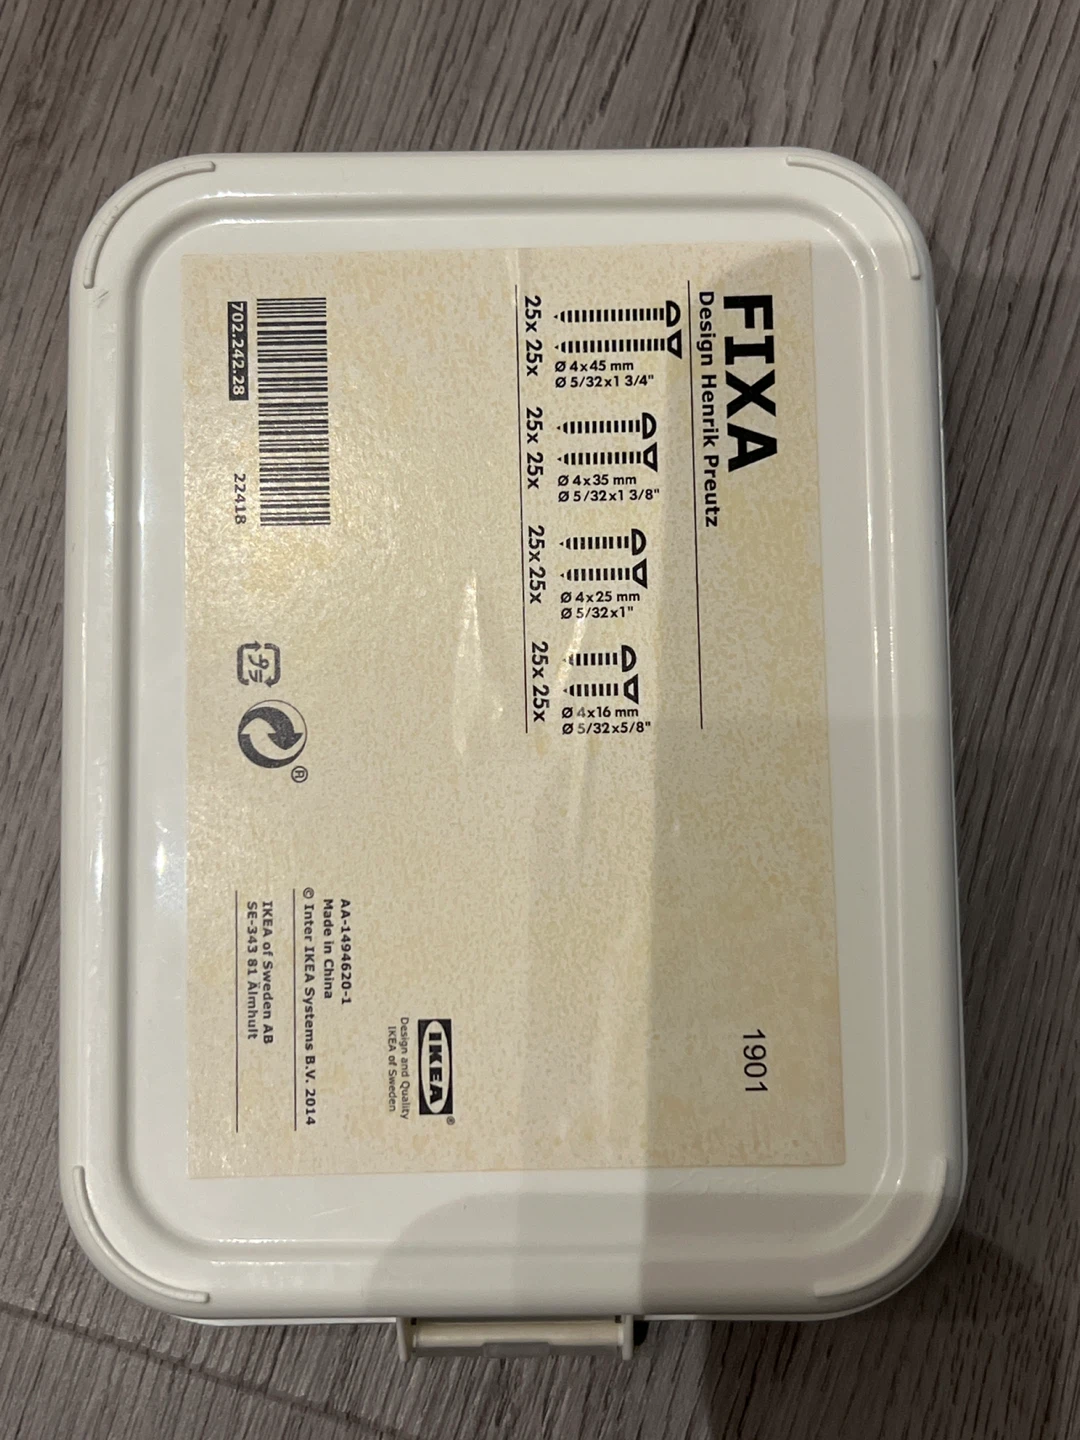 FIXA
Design Henrik Preutz
1901
Ø 4x45 mm
Ø 5/32x1 3/4"
25x 25x
Ø 4x35 mm
Ø 5/32x1 3/8"
25x 25x
Ø 4x25 mm
Ø 5/32x1"
25x 25x
Ø 4x16 mm
Ø 5/32x5/8"
25x 25x
702.242.28
22418
プラ
®
IKEA®
Design and Quality
IKEA of Sweden
AA-1494620-1
Made in China
© Inter IKEA Systems B.V. 2014
IKEA of Sweden AB
SE-343 81 Älmhult